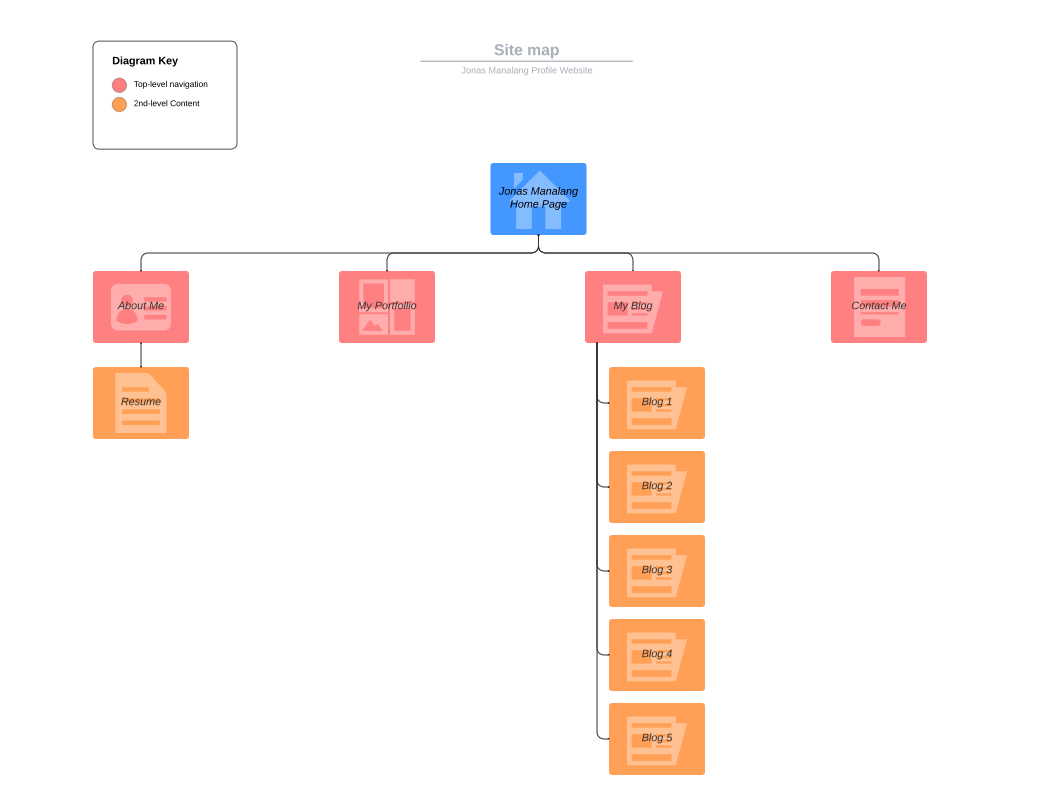 Site map
Jonas Manalang Profile Website
Diagram Key
Top-level navigation
2nd-level Content
Jonas Manalang
Home Page
About Me
My Portfollio
My Blog
Contact Me
Resume
Blog 1
Blog 2
Blog 3
Blog 4
Blog 5